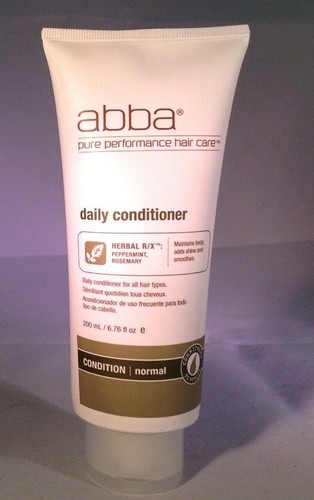 abba®
pure performance hair care™
daily conditioner
HERBAL R/X™:
PEPPERMINT,
ROSEMARY
Maintains body,
adds shine and
smoothes.
Daily conditioner for all hair types.
Démêlant quotidien tous cheveux.
Acondicionador de uso frecuente para todo
tipo de cabello.
200 mL / 6.76 fl oz e
CONDITION | normal